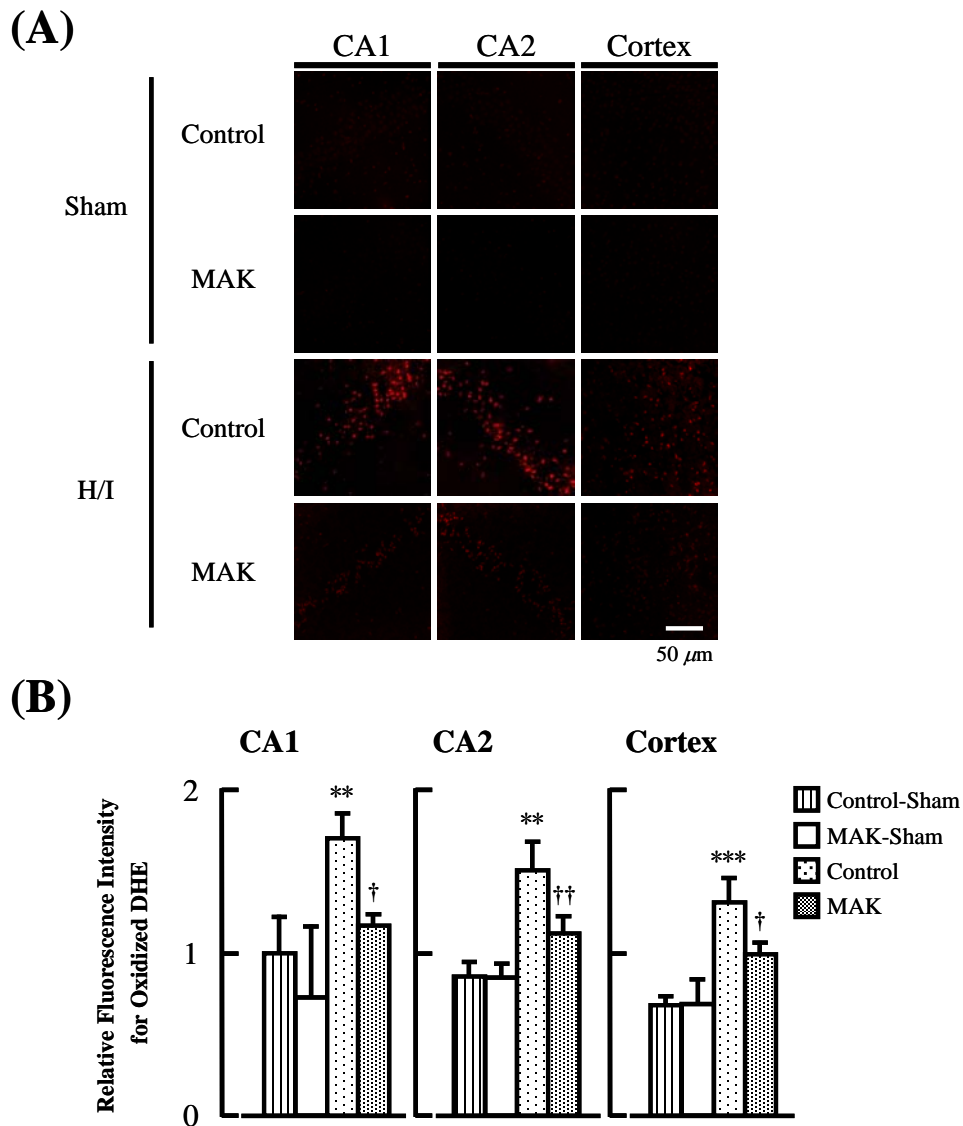 (A)
CA1 CA2 Cortex
Control
Sham
MAK
Control
H/I
MAK
50 μm
(B)
CA1 CA2 Cortex
Relative Fluorescence Intensity
for Oxidized DHE
2
1
0
** † ** †† *** †
Control-Sham
MAK-Sham
Control
MAK